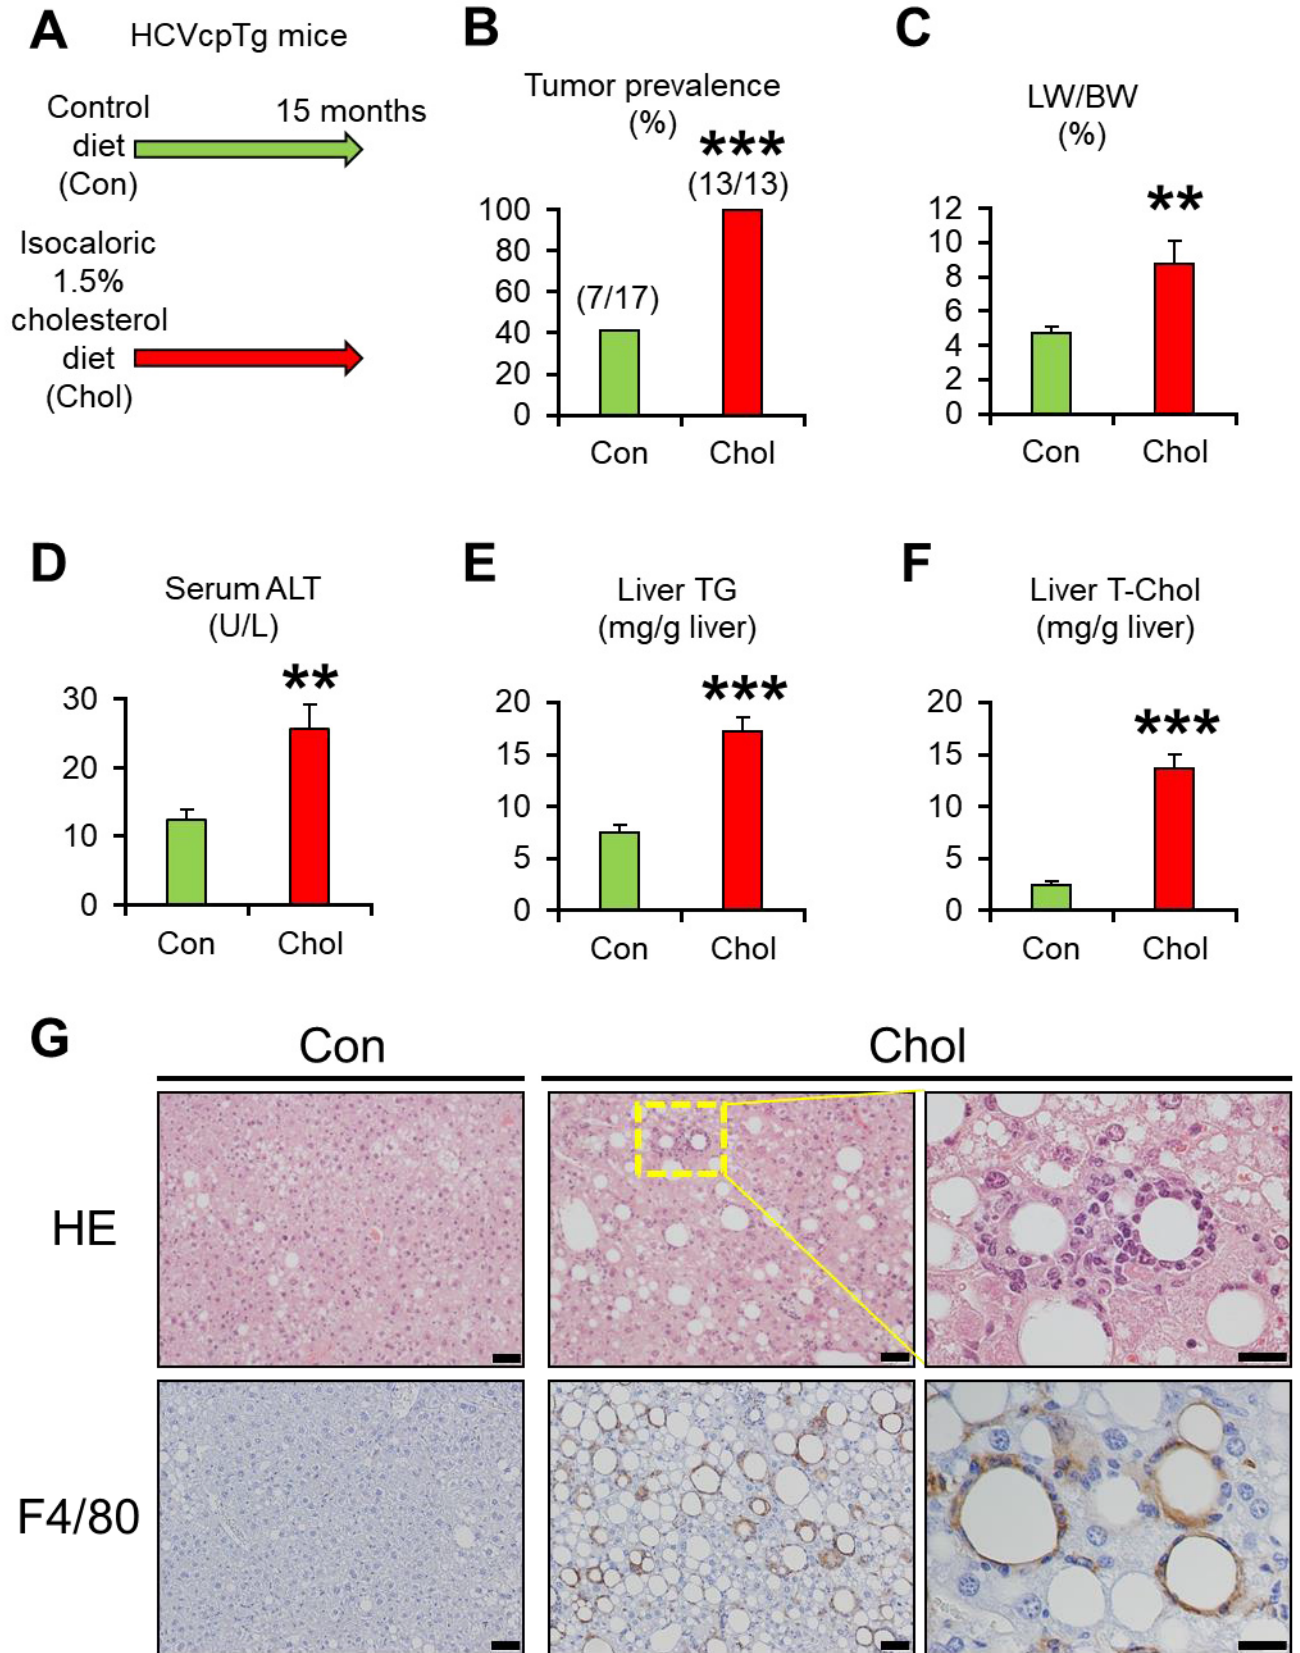 A
HCVcpTg mice
Control
diet
(Con)
15 months
Isocaloric
1.5%
cholesterol
diet
(Chol)
B
Tumor prevalence
(%)
***
(13/13)
(7/17)
100
80
60
40
20
0
Con
Chol
C
LW/BW
(%)
**
12
10
8
6
4
2
0
Con
Chol
D
Serum ALT
(U/L)
**
30
20
10
0
Con
Chol
E
Liver TG
(mg/g liver)
***
20
15
10
5
0
Con
Chol
F
Liver T-Chol
(mg/g liver)
***
20
15
10
5
0
Con
Chol
G
Con
Chol
HE
F4/80